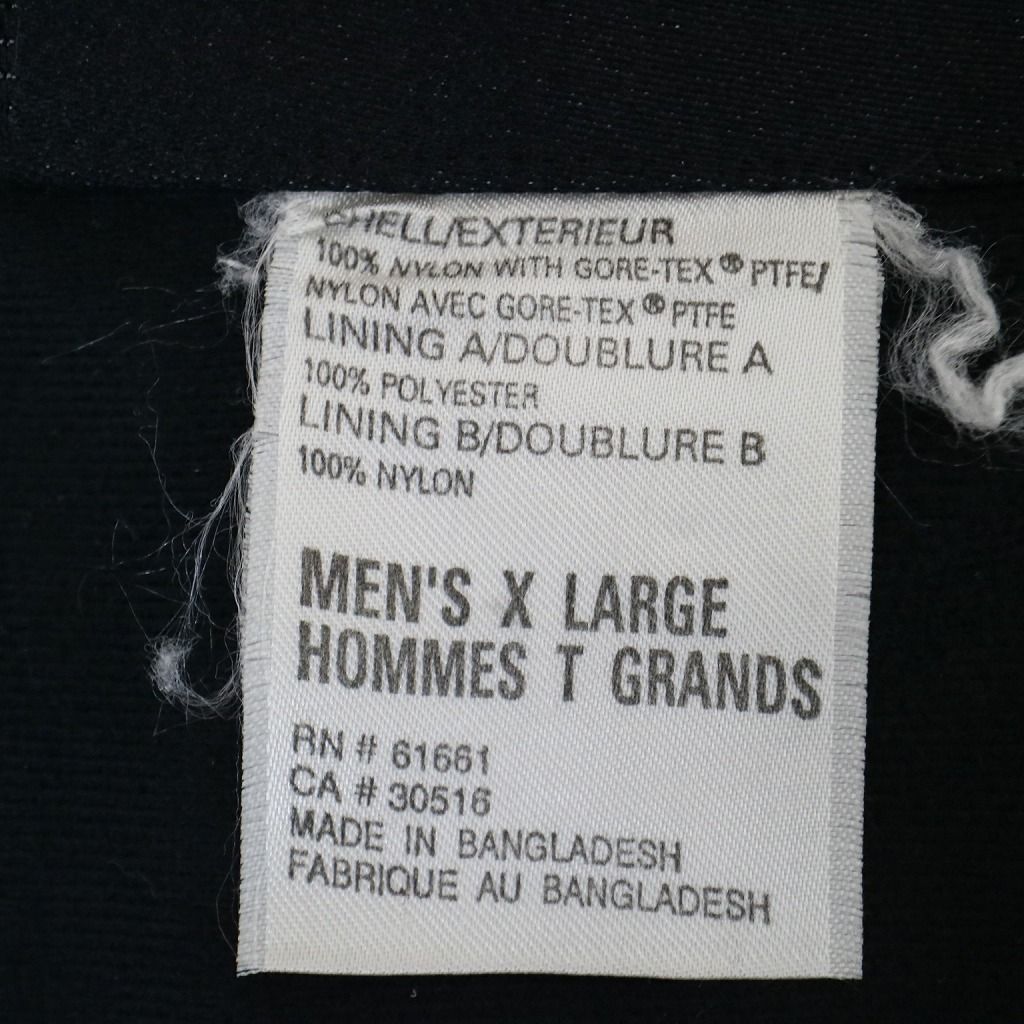 SHELL/EXTERIEUR
100% NYLON WITH GORE-TEX® PTFE/
NYLON AVEC GORE-TEX® PTFE
LINING A/DOUBLURE A
100% POLYESTER
LINING B/DOUBLURE B
100% NYLON
MEN'S X LARGE
HOMMES T GRANDS
RN # 61661
CA # 30516
MADE IN BANGLADESH
FABRIQUE AU BANGLADESH